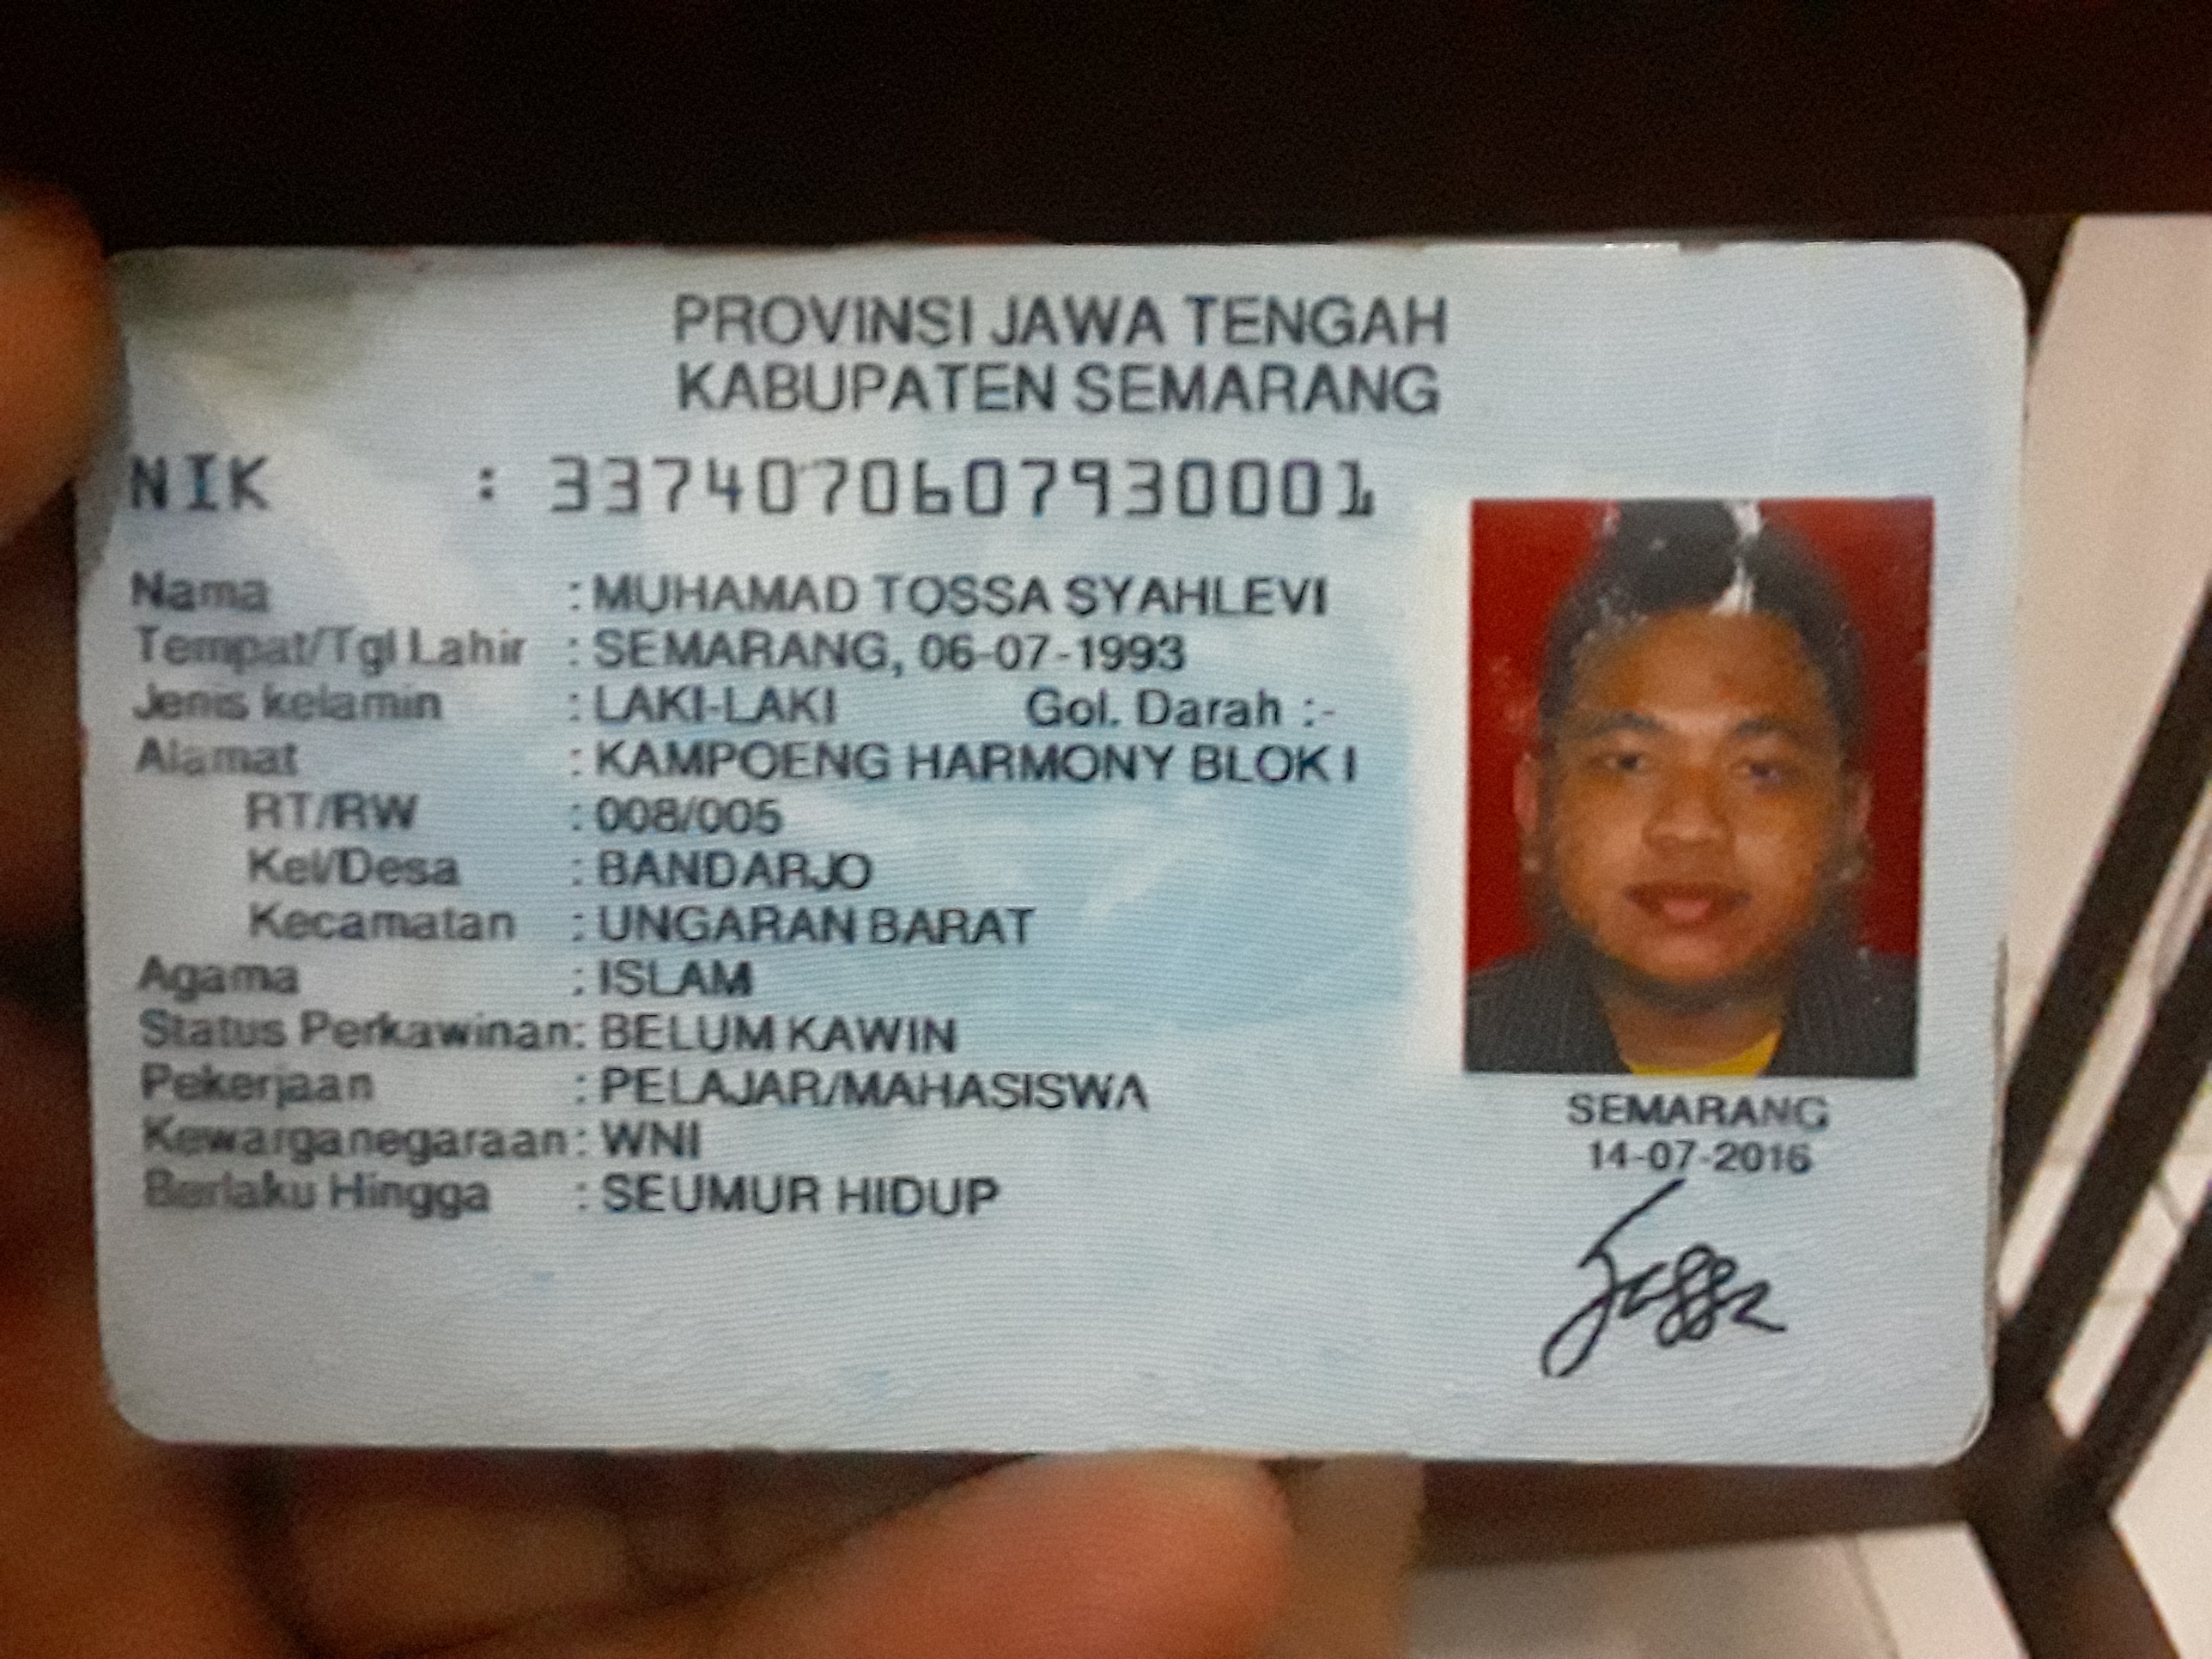 PROVINSI JAWA TENGAH
KABUPATEN SEMARANG
NIK : 3374070607930001
Nama : MUHAMAD TOSSA SYAHLEVI
Tempat/Tgl Lahir : SEMARANG, 06-07-1993
Jenis kelamin : LAKI-LAKI Gol. Darah :-
Alamat : KAMPOENG HARMONY BLOK I
RT/RW : 008/005
Kel/Desa : BANDARJO
Kecamatan : UNGARAN BARAT
Agama : ISLAM
Status Perkawinan: BELUM KAWIN
Pekerjaan : PELAJAR/MAHASISWA
Kewarganegaraan: WNI
Berlaku Hingga : SEUMUR HIDUP
SEMARANG
14-07-2016